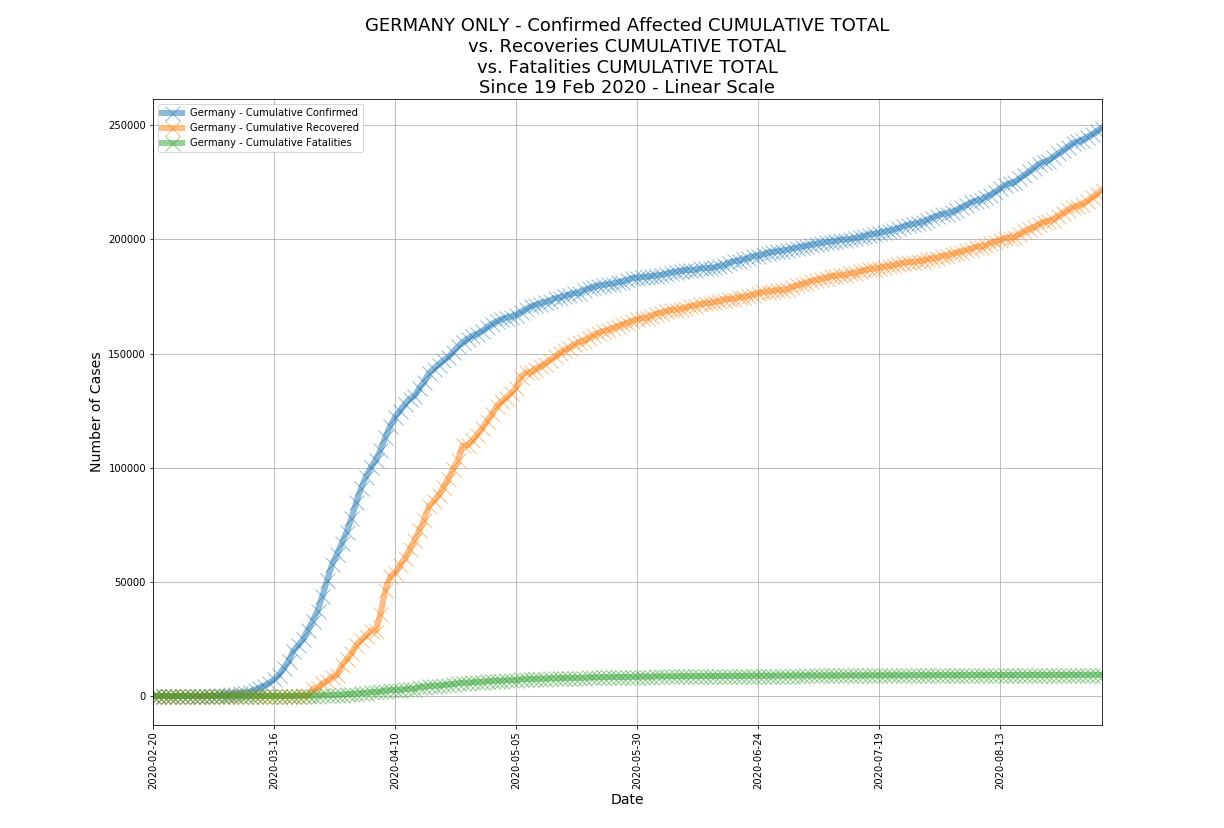 GERMANY ONLY - Confirmed Affected CUMULATIVE TOTAL
vs. Recoveries CUMULATIVE TOTAL
vs. Fatalities CUMULATIVE TOTAL
Since 19 Feb 2020 - Linear Scale
Germany - Cumulative Confirmed
Germany - Cumulative Recovered
Germany - Cumulative Fatalities
Number of Cases
250000
200000
150000
100000
50000
0
2020-02-20
2020-03-16
2020-04-10
2020-05-05
2020-05-30
2020-06-24
2020-07-19
2020-08-13
Date